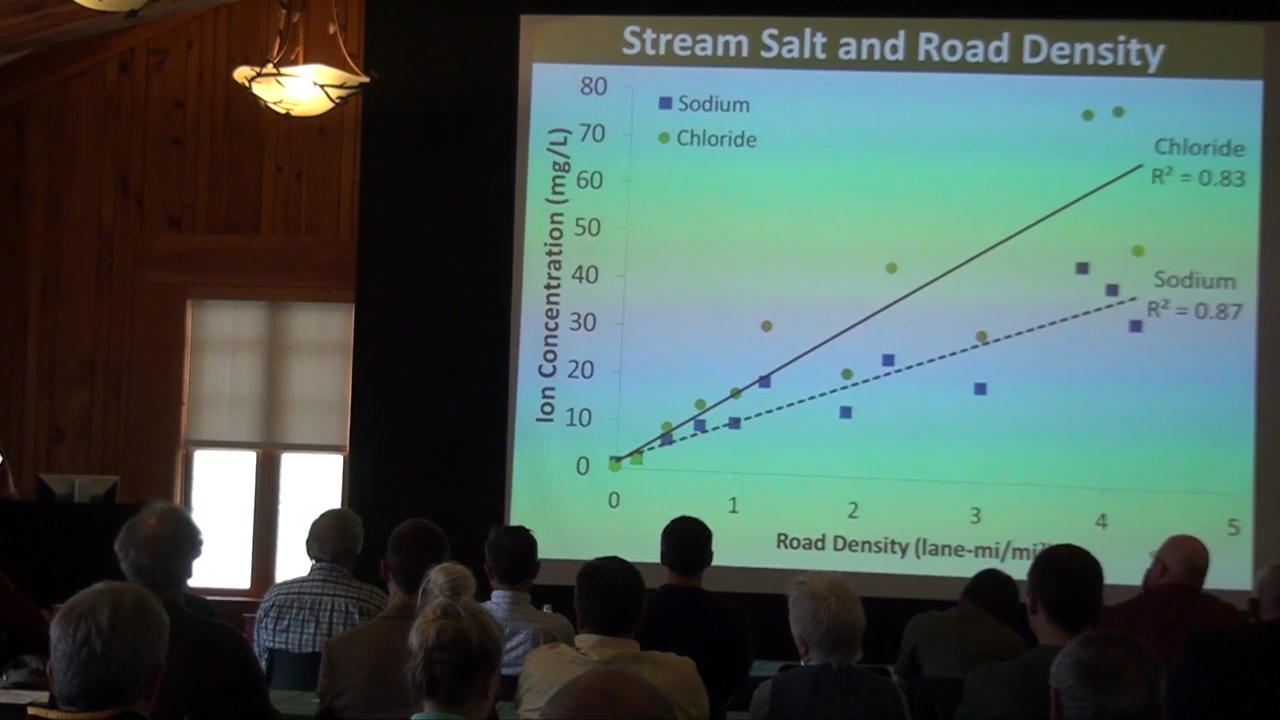 Stream Salt and Road Density
80
70
60
50
40
30
20
10
0
Ion Concentration (mg/L)
Sodium
Chloride
Chloride
R² = 0.83
Sodium
R² = 0.87
0 1 2 3 4 5
Road Density (lane-mi/mi²)